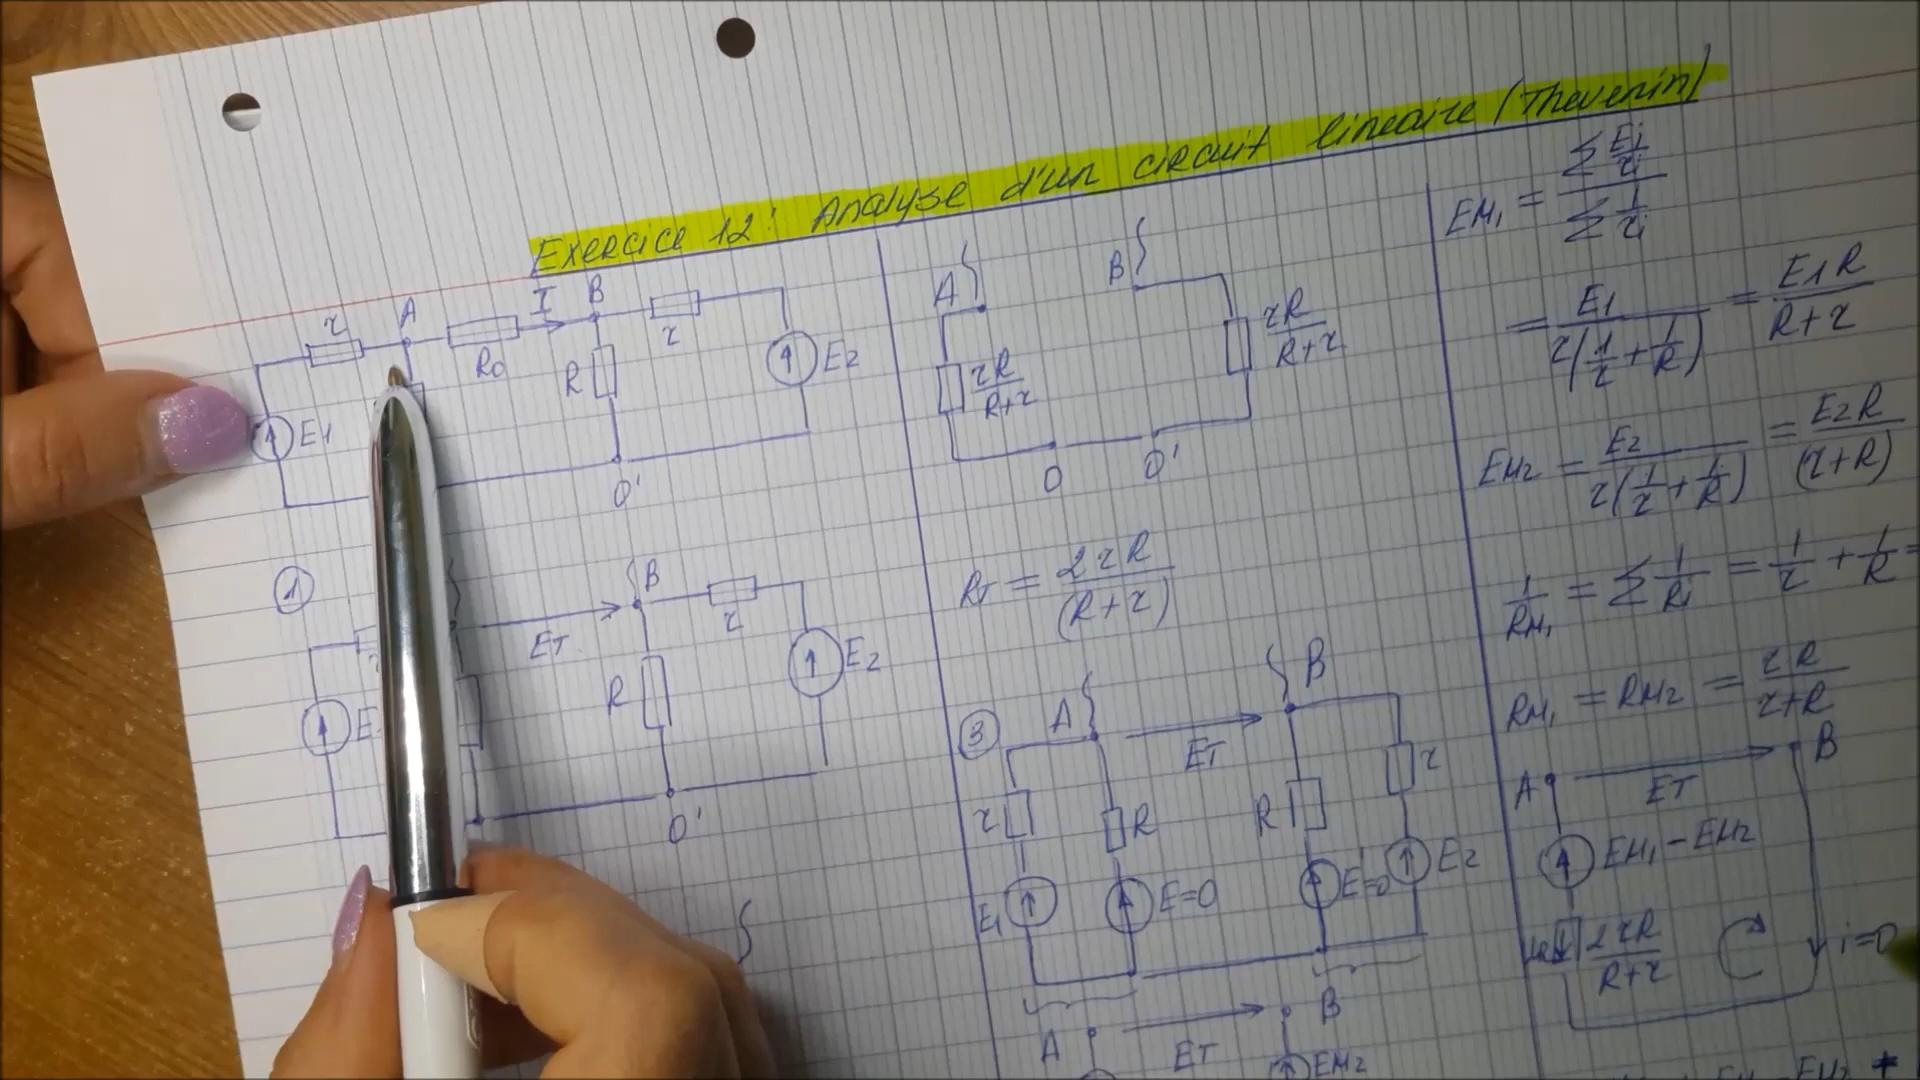 Exercice 12: Analyse d'un circuit lineaire (Thevenin)
r A I B r
R0 R E2
E1
O'
1
B
ET r
R E2
E
O'
A B
rR/(R+r) rR/(R+r)
O O'
RT = 2rR/(R+r)
3 A B
ET
r R R r
E1 E=0 E'=0 E2
A ET B
EM2
EM1 = (Σ Ei/ri)/(Σ 1/ri)
= E1/(r(1/r + 1/R)) = E1R/(R+r)
EM2 = E2/(r(1/r + 1/R)) = E2R/(r+R)
1/RM1 = Σ 1/Ri = 1/r + 1/R =
RM1 = RM2 = rR/(r+R)
A ET B
EM1 - EM2
2rR/(R+r) i=0